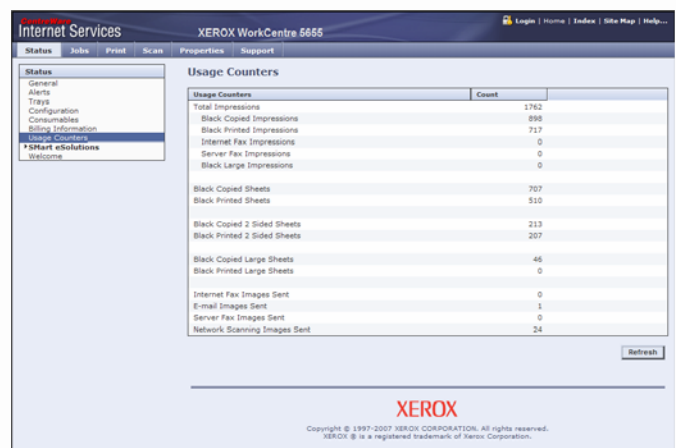 CentreWare
Internet Services
XEROX WorkCentre 5655
Login | Home | Index | Site Map | Help...
Status Jobs Print Scan Properties Support
Status
General
Alerts
Trays
Configuration
Consumables
Billing Information
Usage Counters
SMart eSolutions
Welcome
Usage Counters
Usage Counters Count
Total Impressions 1762
Black Copied Impressions 898
Black Printed Impressions 717
Internet Fax Impressions 0
Server Fax Impressions 0
Black Large Impressions 0
Black Copied Sheets 707
Black Printed Sheets 510
Black Copied 2 Sided Sheets 213
Black Printed 2 Sided Sheets 207
Black Copied Large Sheets 46
Black Printed Large Sheets 0
Internet Fax Images Sent 0
E-mail Images Sent 1
Server Fax Images Sent 0
Network Scanning Images Sent 24
Refresh
XEROX
Copyright © 1997-2007 XEROX CORPORATION. All rights reserved.
XEROX ® is a registered trademark of Xerox Corporation.